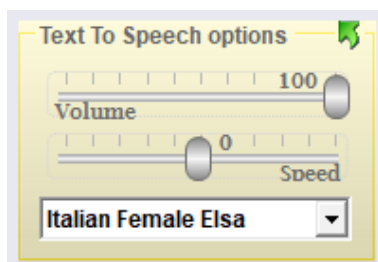 Text To Speech options
100
Volume
0
Speed
Italian Female Elsa